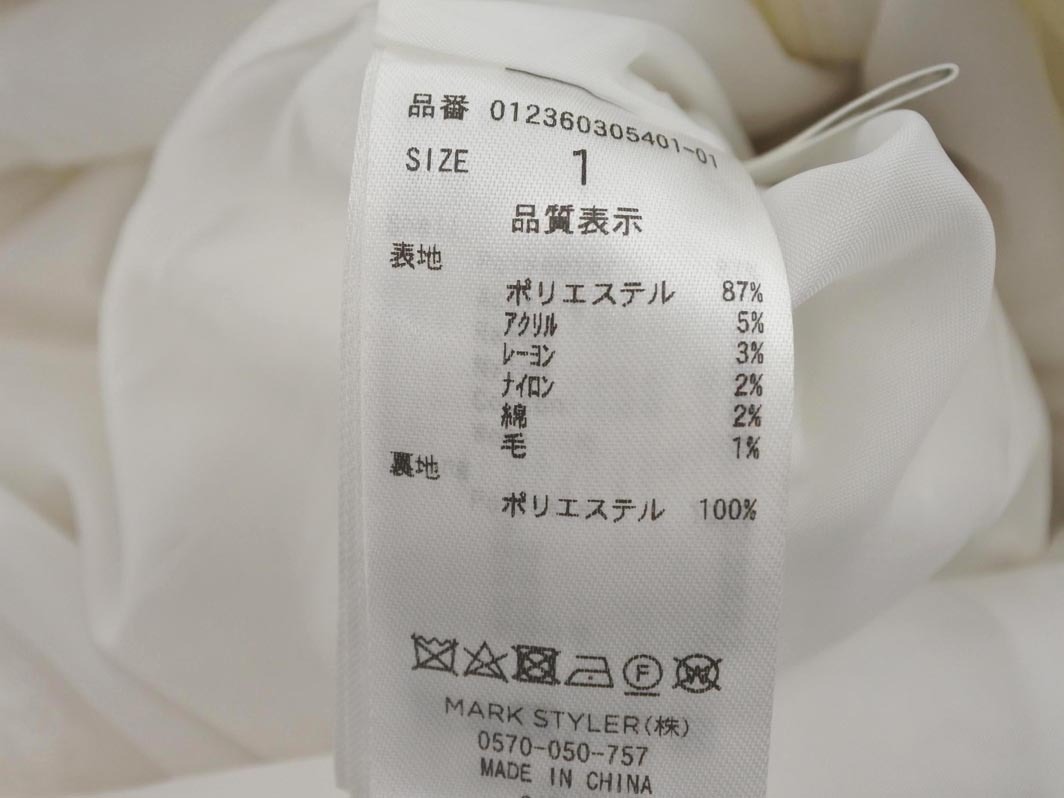 品番 012360305401-01
SIZE 1
品質表示
表地
ポリエステル 87%
アクリル 5%
レーヨン 3%
ナイロン 2%
綿 2%
毛 1%
裏地
ポリエステル 100%
F W
MARK STYLER(株)
0570-050-757
MADE IN CHINA